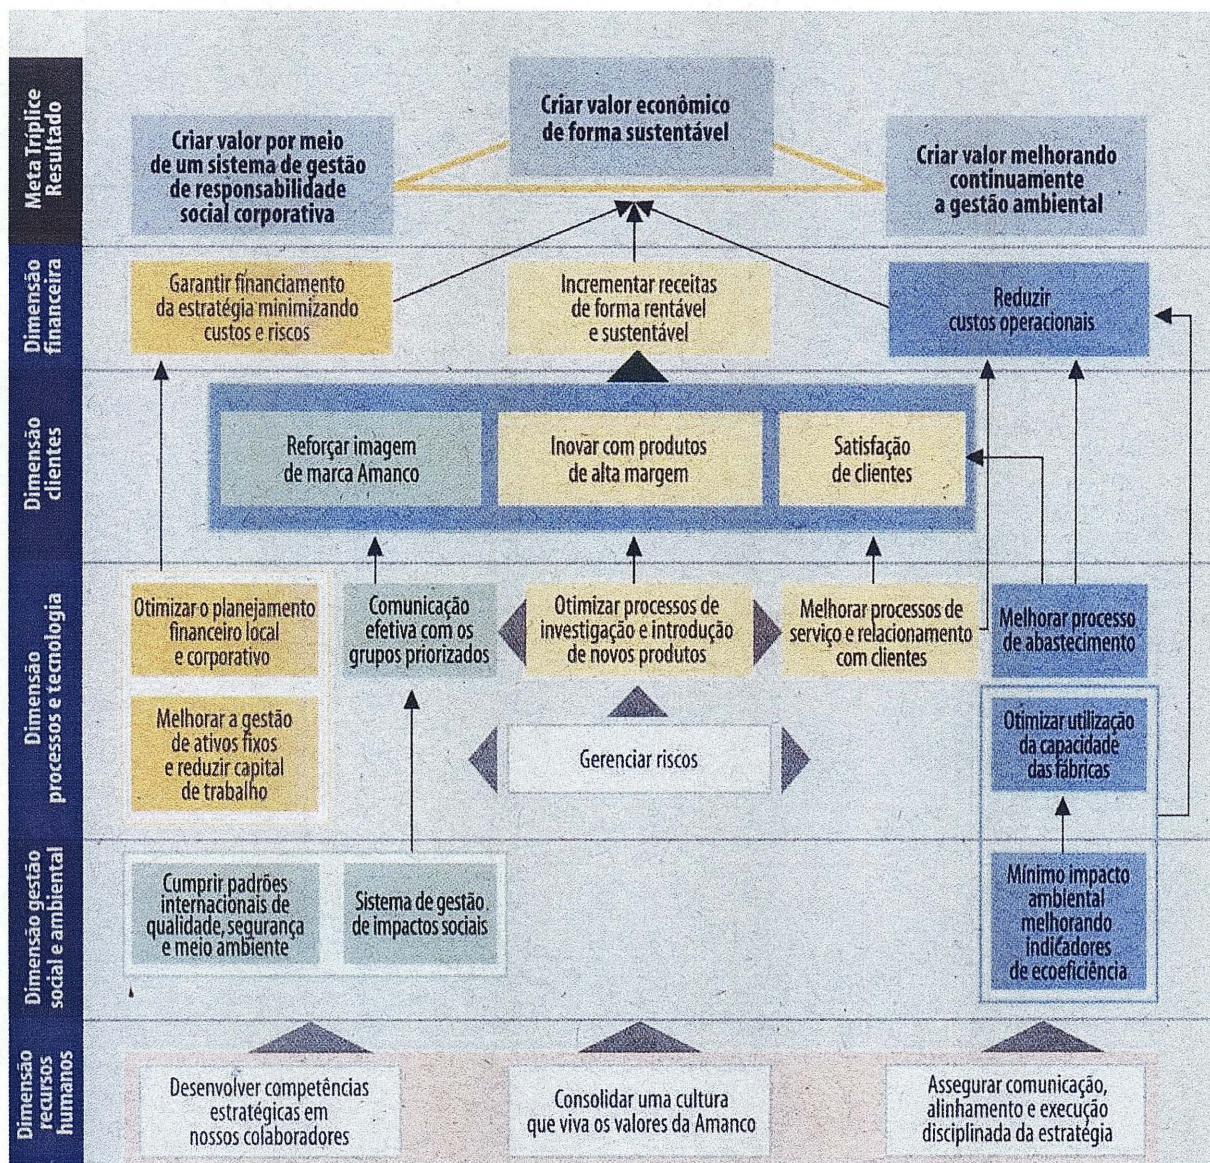 Meta Tríplice
Resultado
Criar valor por meio
de um sistema de gestão
de responsabilidade
social corporativa
Criar valor econômico
de forma sustentável
Criar valor melhorando
continuamente
a gestão ambiental
Dimensão
financeira
Garantir financiamento
da estratégia minimizando
custos e riscos
Incrementar receitas
de forma rentável
e sustentável
Reduzir
custos operacionais
Dimensão
clientes
Reforçar imagem
de marca Amanco
Inovar com produtos
de alta margem
Satisfação
de clientes
Dimensão
processos e tecnologia
Otimizar o planejamento
financeiro local
e corporativo
Comunicação
efetiva com os
grupos priorizados
Otimizar processos de
investigação e introdução
de novos produtos
Melhorar processos de
serviço e relacionamento
com clientes
Melhorar processo
de abastecimento
Melhorar a gestão
de ativos fixos
e reduzir capital
de trabalho
Gerenciar riscos
Otimizar utilização
da capacidade
das fábricas
Dimensão gestão
social e ambiental
Cumprir padrões
internacionais de
qualidade, segurança
e meio ambiente
Sistema de gestão
de impactos sociais
Mínimo impacto
ambiental
melhorando
indicadores
de ecoeficiência
Dimensão
recursos
humanos
Desenvolver competências
estratégicas em
nossos colaboradores
Consolidar uma cultura
que viva os valores da Amanco
Assegurar comunicação,
alinhamento e execução
disciplinada da estratégia